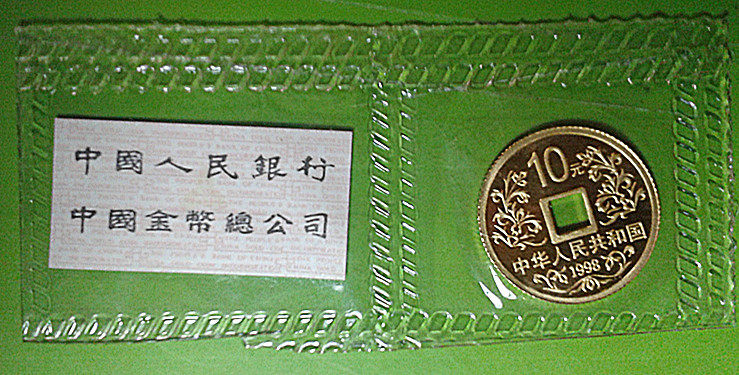 中國人民銀行
中國金幣總公司
10元
中华人民共和国
1998